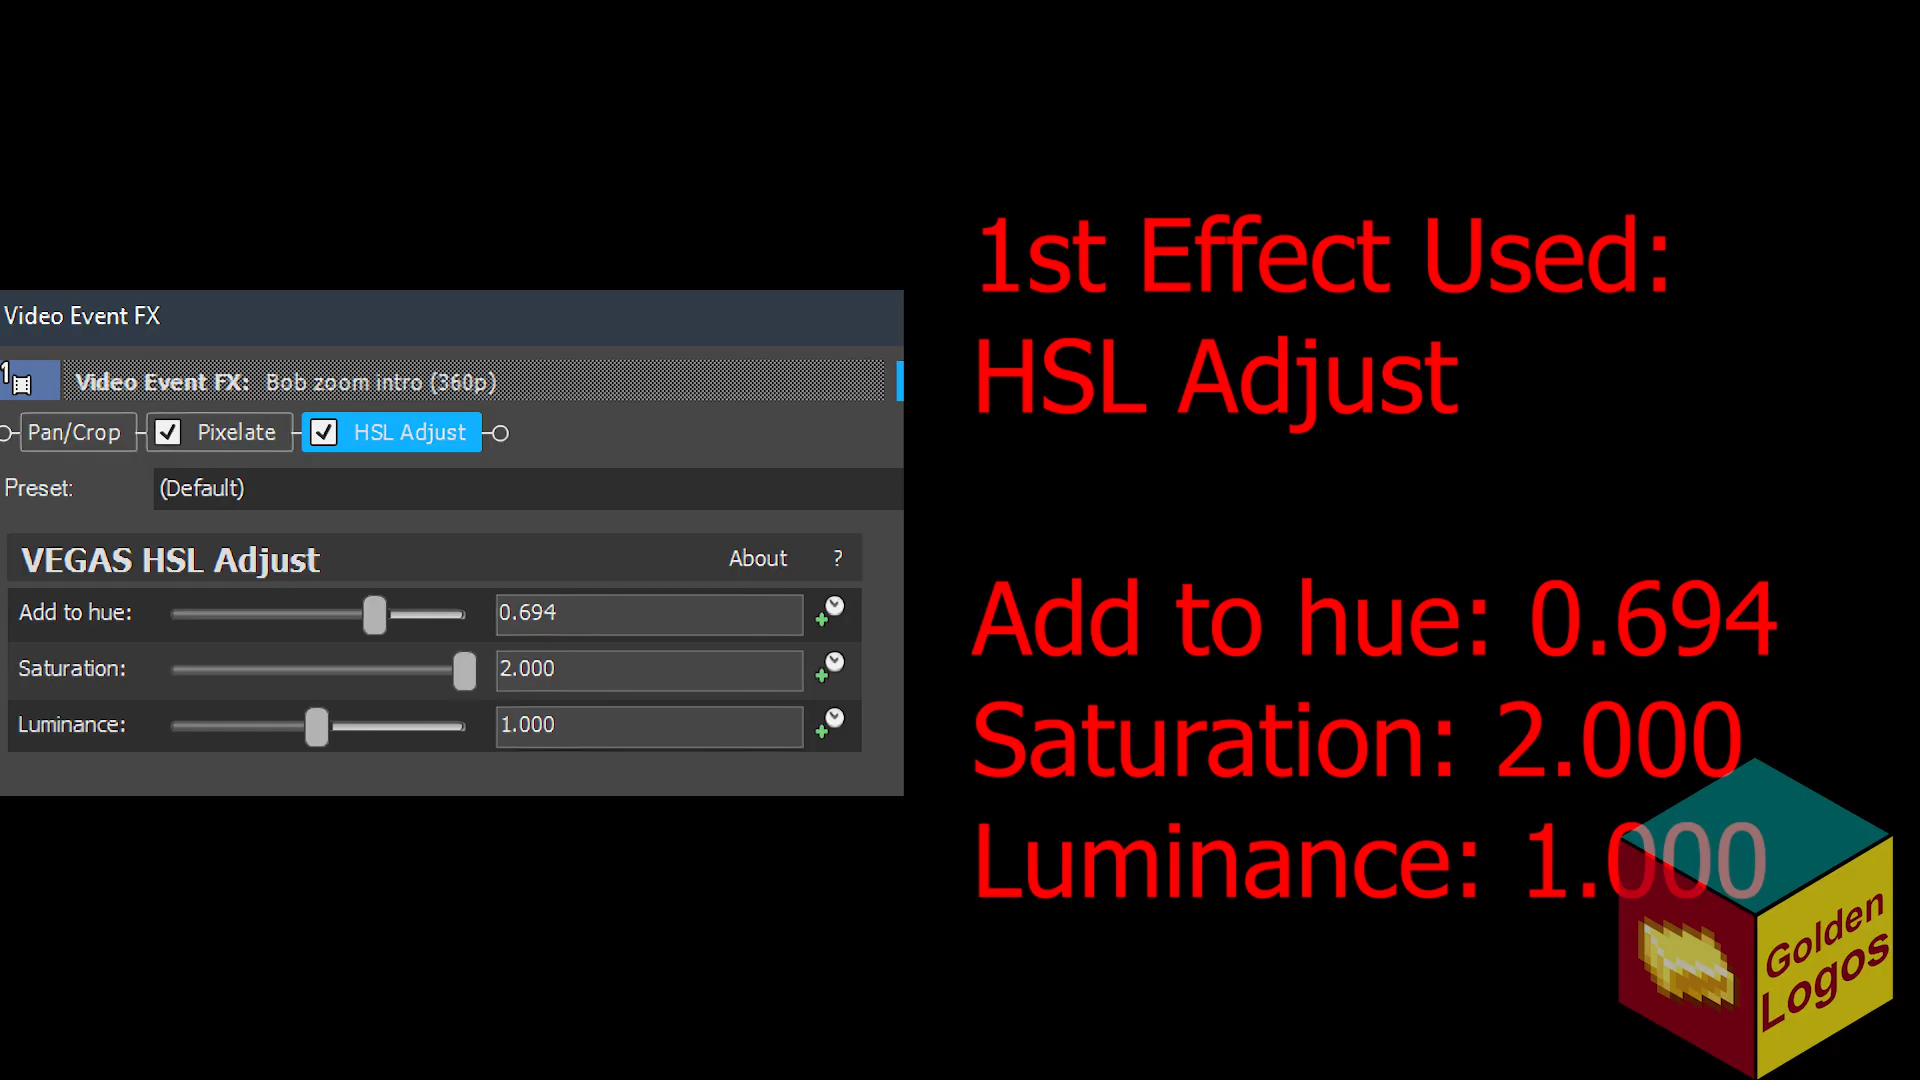 Video Event FX
1
Video Event FX: Bob zoom intro (360p)
Pan/Crop Pixelate HSL Adjust
Preset: (Default)
VEGAS HSL Adjust About ?
Add to hue: 0.694
Saturation: 2.000
Luminance: 1.000
1st Effect Used:
HSL Adjust
Add to hue: 0.694
Saturation: 2.000
Luminance: 1.000
Golden
Logos